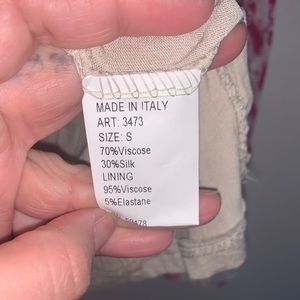 MADE IN ITALY
ART: 3473
SIZE: S
70%Viscose
30%Silk
LINING
95%Viscose
5%Elastane